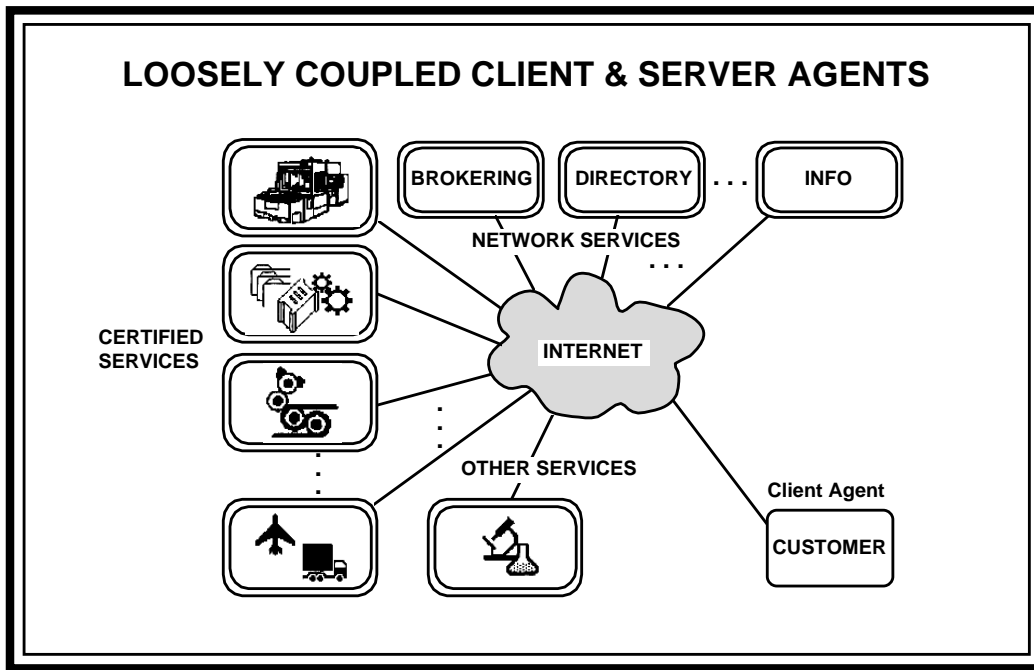 LOOSELY COUPLED CLIENT & SERVER AGENTS
BROKERING
DIRECTORY
. . .
INFO
NETWORK SERVICES
. . .
CERTIFIED
SERVICES
INTERNET
OTHER SERVICES
Client Agent
CUSTOMER